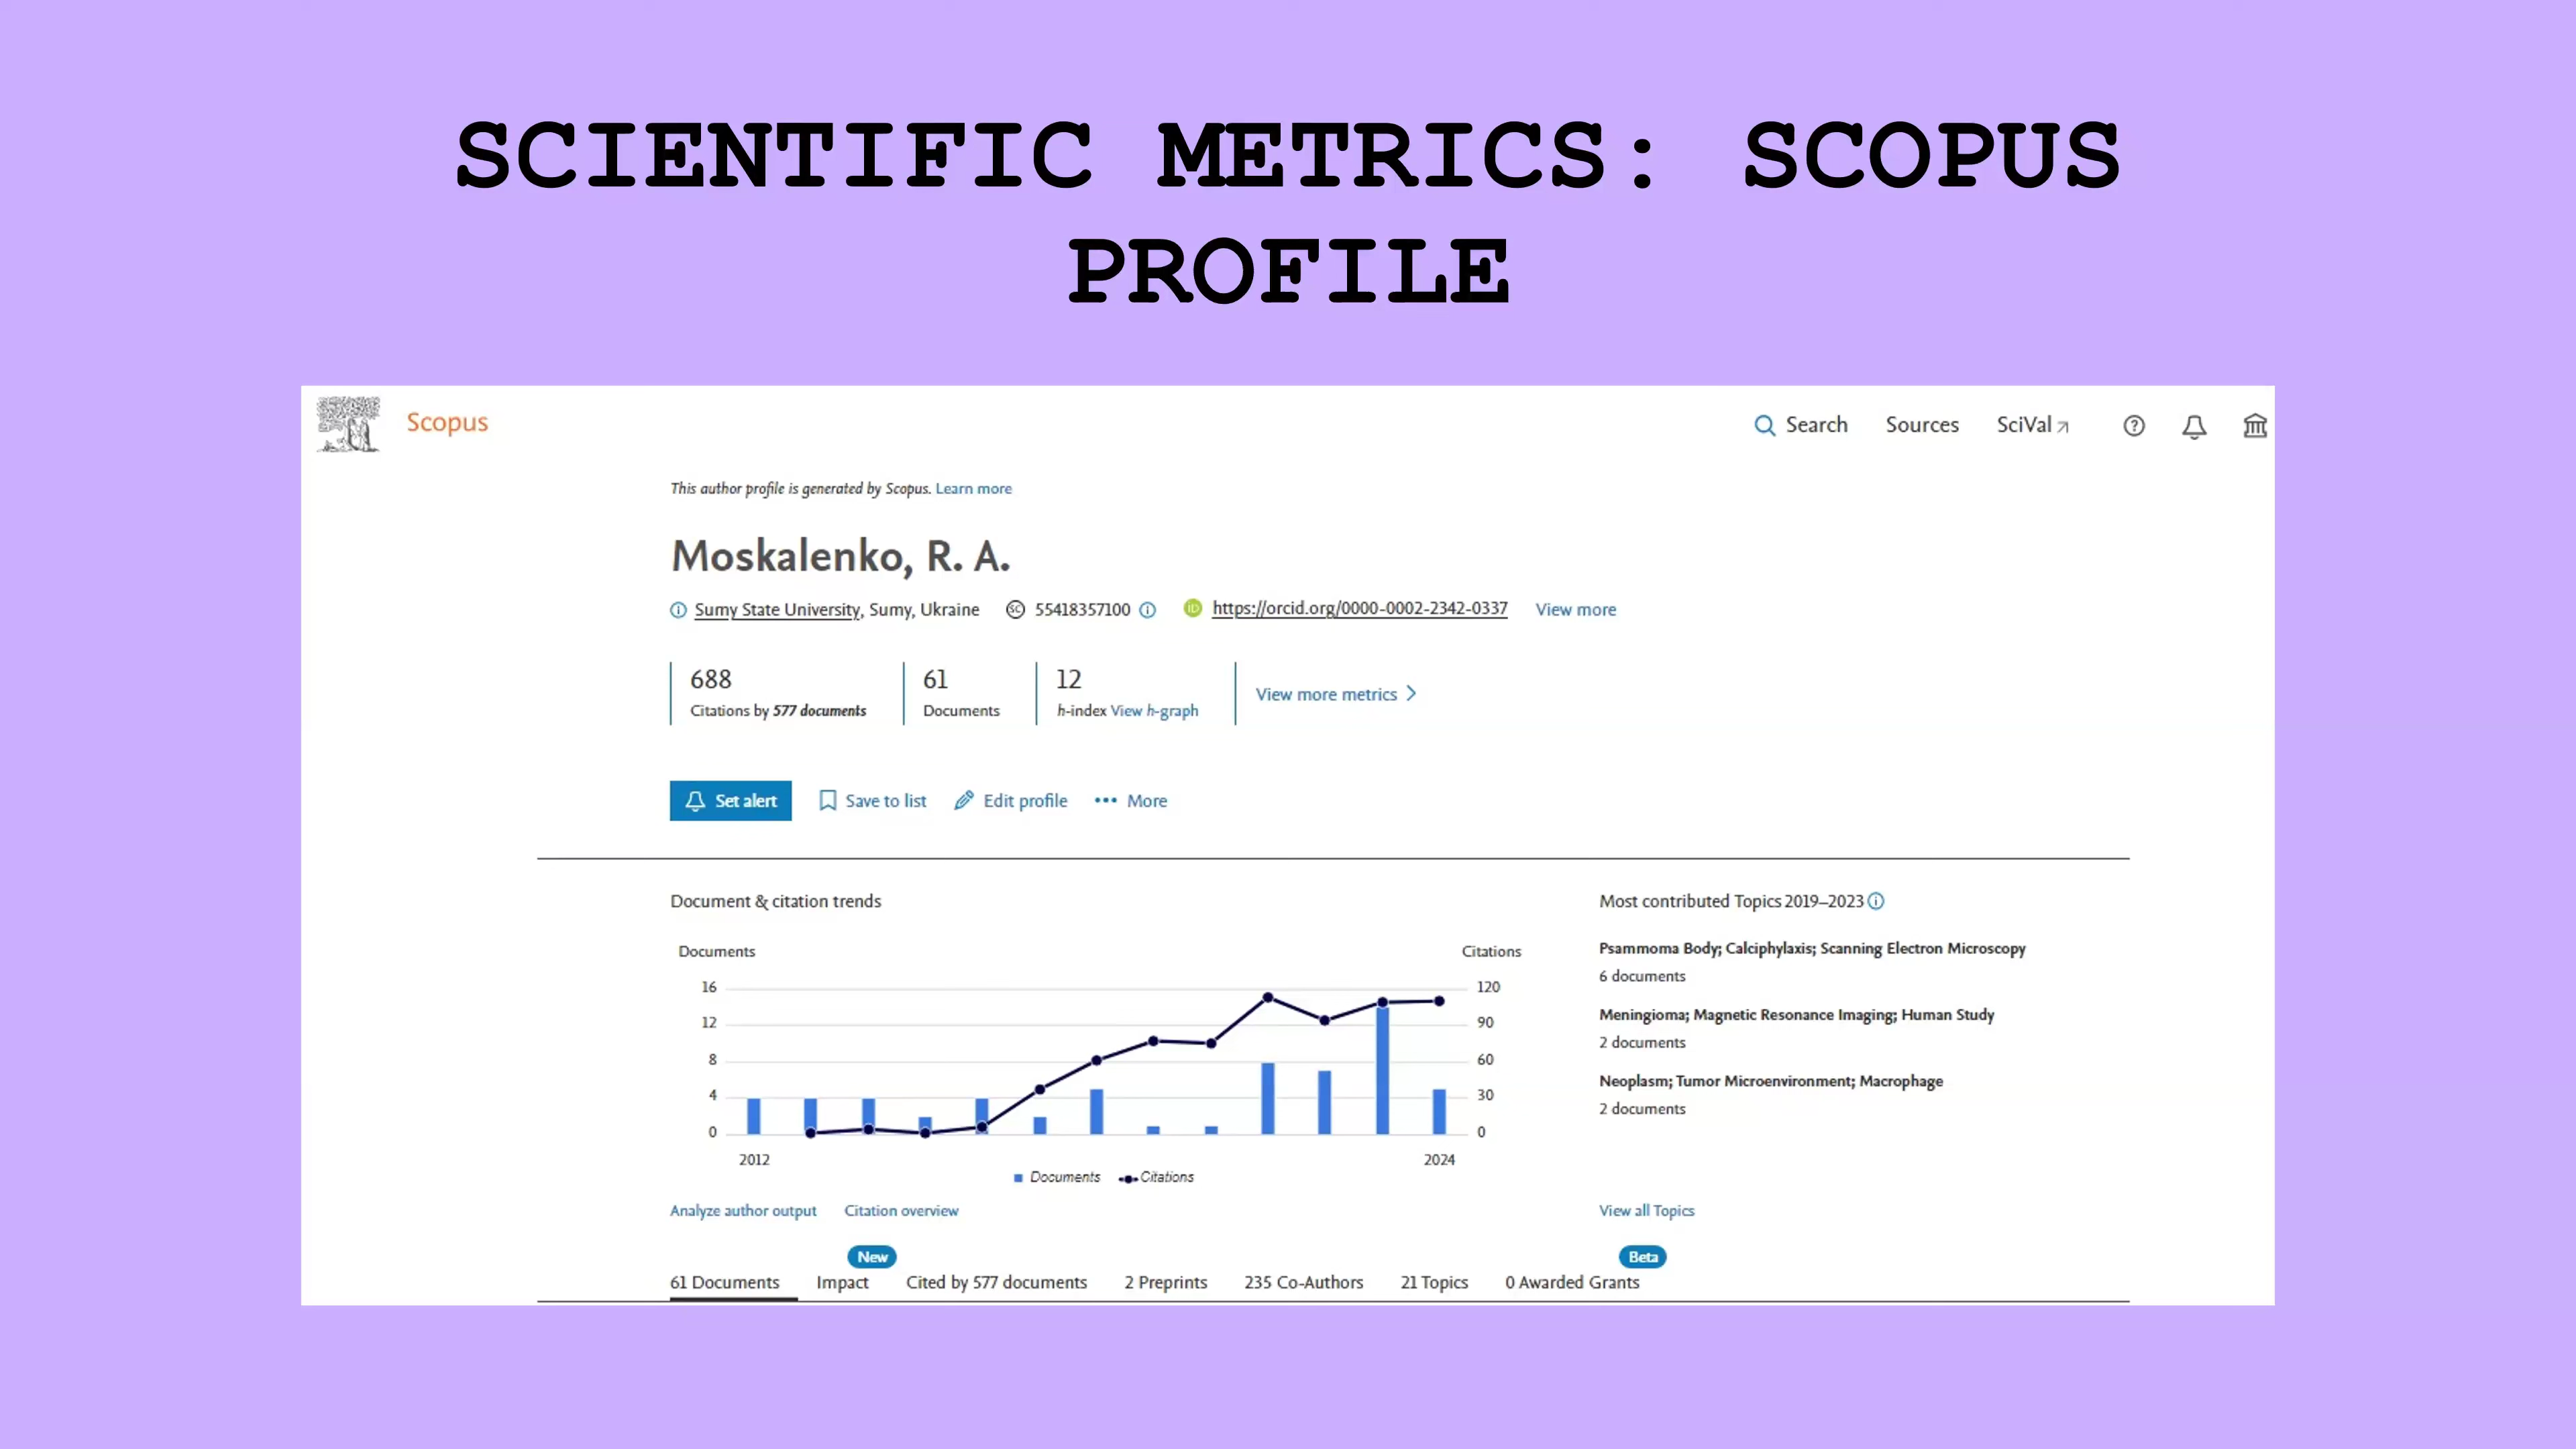 SCIENTIFIC METRICS: SCOPUS
PROFILE
Scopus
Search Sources SciVal
This author profile is generated by Scopus. Learn more
Moskalenko, R. A.
Sumy State University, Sumy, Ukraine SC 55418357100 iD https://orcid.org/0000-0002-2342-0337 View more
688 61 12
Citations by 577 documents Documents h-index View h-graph View more metrics
Set alert Save to list Edit profile More
Document & citation trends
Documents Citations
16 120
12 90
8 60
4 30
0 0
2012 2024
Documents Citations
Analyze author output Citation overview
Most contributed Topics 2019–2023
Psammoma Body; Calciphylaxis; Scanning Electron Microscopy
6 documents
Meningioma; Magnetic Resonance Imaging; Human Study
2 documents
Neoplasm; Tumor Microenvironment; Macrophage
2 documents
View all Topics
New Beta
61 Documents Impact Cited by 577 documents 2 Preprints 235 Co-Authors 21 Topics 0 Awarded Grants